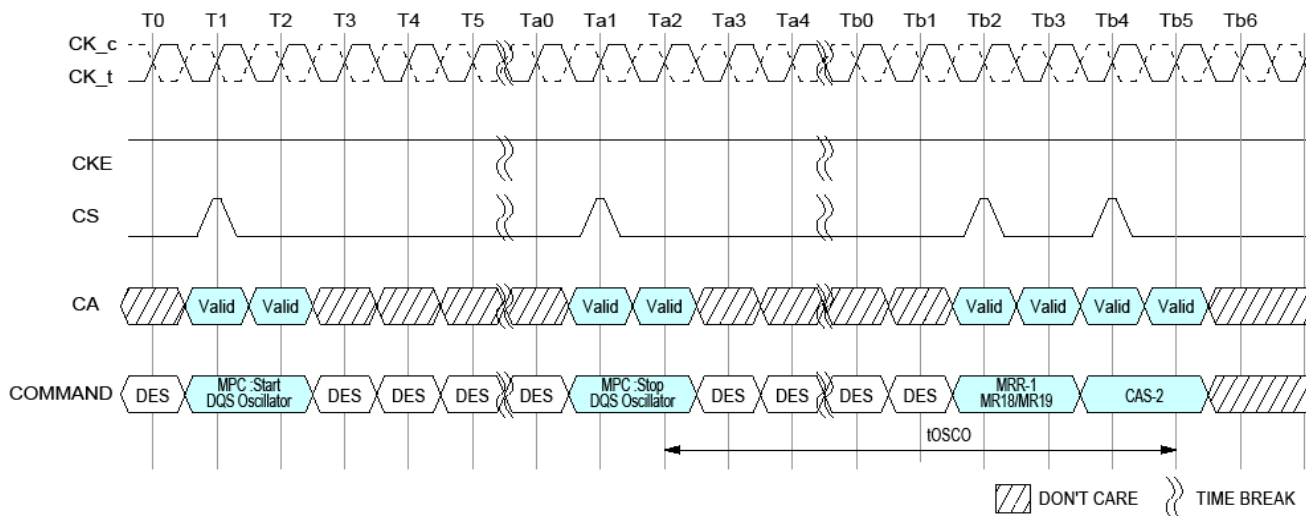 T0 T1 T2 T3 T4 T5 Ta0 Ta1 Ta2 Ta3 Ta4 Tb0 Tb1 Tb2 Tb3 Tb4 Tb5 Tb6
CK_c
CK_t
CKE
CS
CA Valid Valid Valid Valid Valid Valid Valid Valid
COMMAND DES MPC :Start DQS Oscillator DES DES DES DES MPC :Stop DQS Oscillator DES DES DES DES MRR-1 MR18/MR19 CAS-2
tOSCO
DON'T CARE TIME BREAK